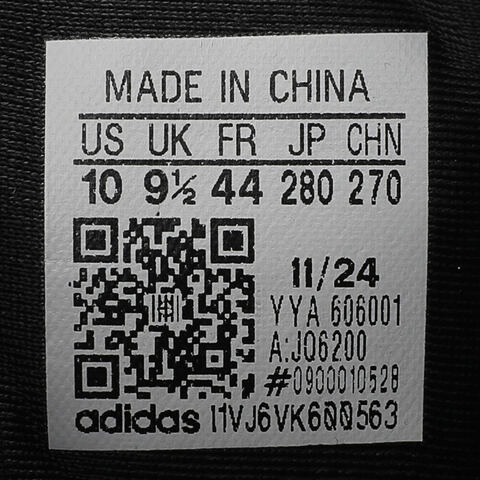 MADE IN CHINA
US UK FR JP CHN
10 9½ 44 280 270
11/24
YYA 606001
A:JQ6200
#0900010528
adidas 11VJ6VK600563